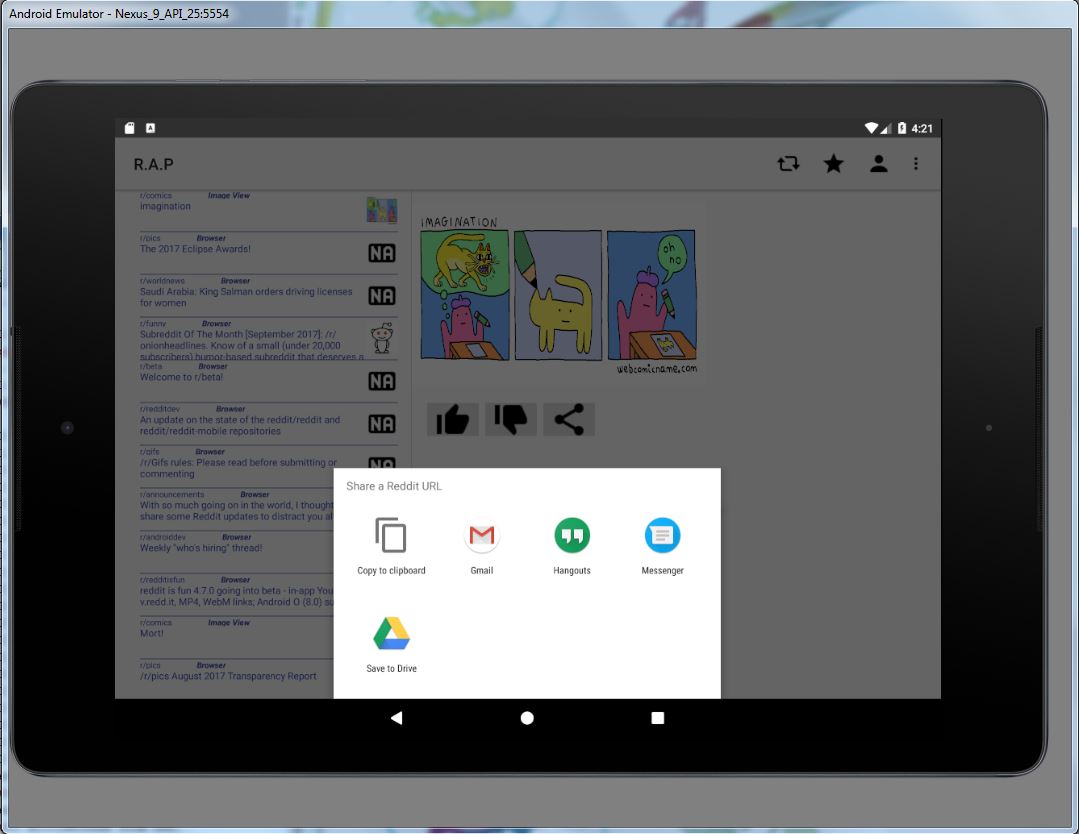 Android Emulator - Nexus_9_API_25:5554
4:21
R.A.P
r/comics Image View
imagination
r/pics Browser
The 2017 Eclipse Awards!
NA
r/worldnews Browser
Saudi Arabia: King Salman orders driving licenses
for women
NA
r/funny Browser
Subreddit Of The Month [September 2017]: /r/
onionheadlines. Know of a small (under 20,000
subscribers) humor-based subreddit that deserves a
r/beta Browser
Welcome to r/beta!
NA
r/redditdev Browser
An update on the state of the reddit/reddit and
reddit/reddit-mobile repositories
NA
r/gifs Browser
/r/Gifs rules: Please read before submitting or
commenting
NA
r/announcements Browser
With so much going on in the world, I thought
share some Reddit updates to distract you al
r/androiddev Browser
Weekly "who's hiring" thread!
r/redditisfun Browser
reddit is fun 4.7.0 going into beta - in-app You
v.redd.it, MP4, WebM links; Android O (8.0) su
r/comics Image View
Mort!
r/pics Browser
/r/pics August 2017 Transparency Report
IMAGINATION
oh
no
webcomicname.com
Share a Reddit URL
Copy to clipboard
Gmail
Hangouts
Messenger
Save to Drive